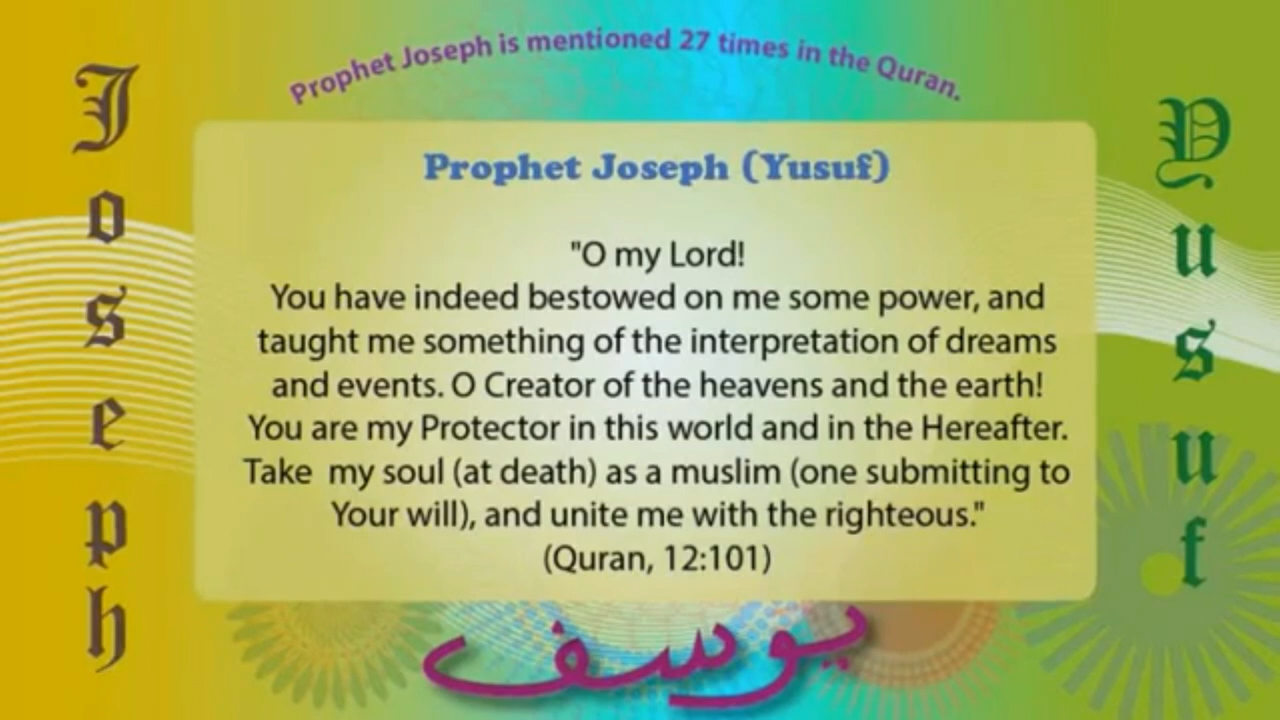 Prophet Joseph is mentioned 27 times in the Quran.
Joseph
Yusuf
Prophet Joseph (Yusuf)
"O my Lord!
You have indeed bestowed on me some power, and
taught me something of the interpretation of dreams
and events. O Creator of the heavens and the earth!
You are my Protector in this world and in the Hereafter.
Take my soul (at death) as a muslim (one submitting to
Your will), and unite me with the righteous."
(Quran, 12:101)
يوسف